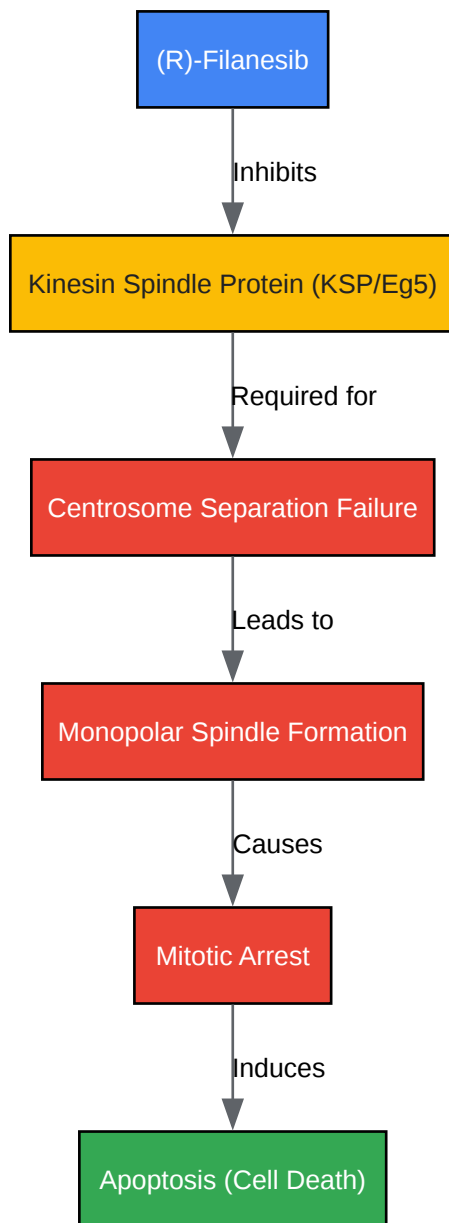 (R)-Filanesib
Inhibits
Kinesin Spindle Protein (KSP/Eg5)
Required for
Centrosome Separation Failure
Leads to
Monopolar Spindle Formation
Causes
Mitotic Arrest
Induces
Apoptosis (Cell Death)